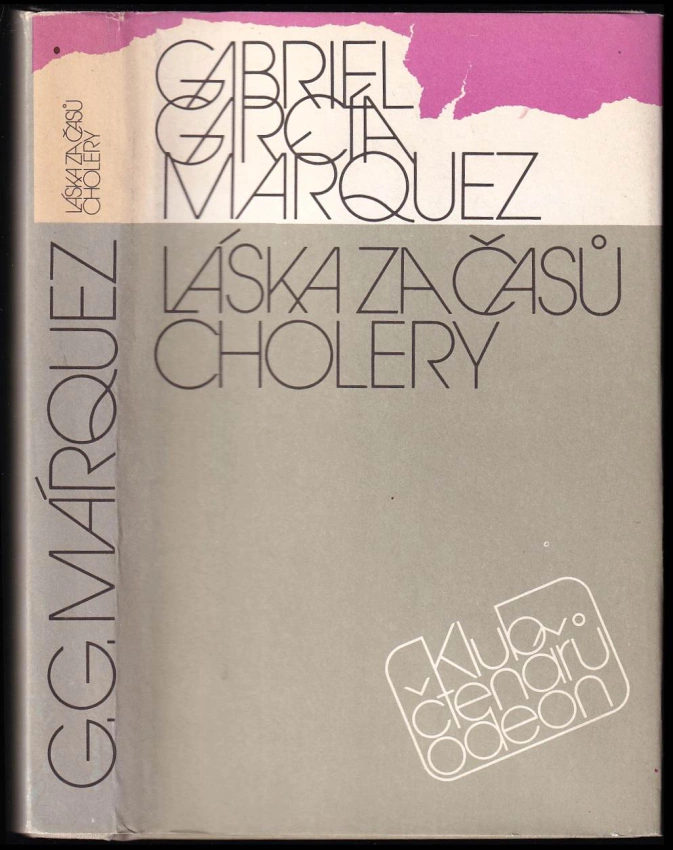 LÁSKA ZA ČASŮ
CHOLERY
G.G. MÁRQUEZ
GABRIEL
GARCÍA
MÁRQUEZ
LÁSKA ZA ČASŮ
CHOLERY
Klub
čtenářů
odeon